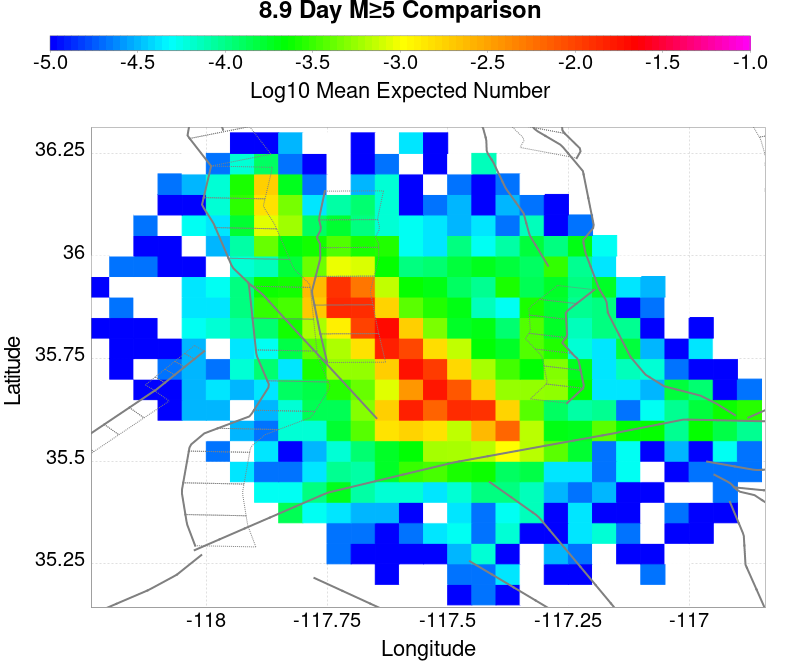 8.9 Day M≥5 Comparison
-5.0 -4.5 -4.0 -3.5 -3.0 -2.5 -2.0 -1.5 -1.0
Log10 Mean Expected Number
36.25
36
35.75
35.5
35.25
Latitude
-118 -117.75 -117.5 -117.25 -117
Longitude